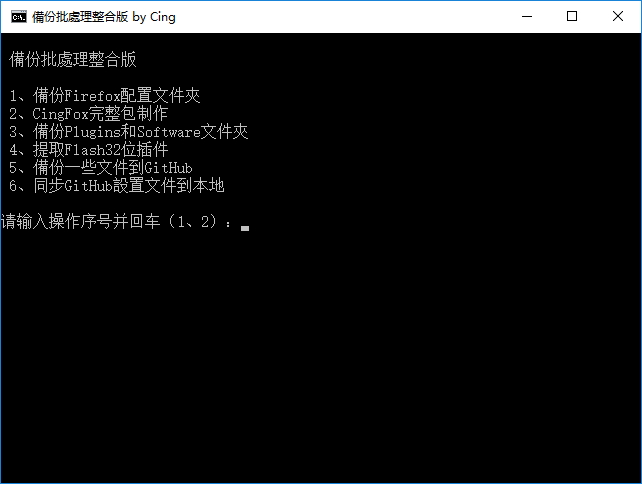 備份批處理整合版 by Cing
備份批處理整合版
1、備份Firefox配置文件夾
2、CingFox完整包制作
3、備份Plugins和Software文件夾
4、提取Flash32位插件
5、備份一些文件到GitHub
6、同步GitHub設置文件到本地
请输入操作序号并回车（1、2）：